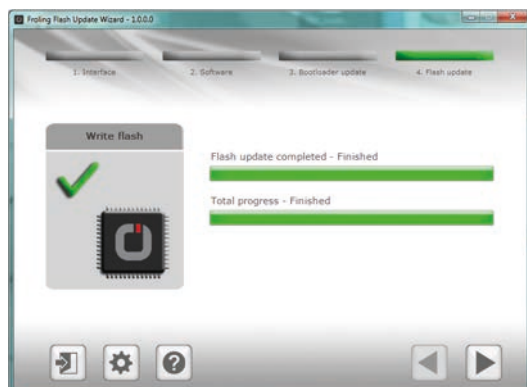 Froling Flash Update Wizard - 1.0.0.0
1. Interface
2. Software
3. Bootloader update
4. Flash update
Write flash
Flash update completed - Finished
Total progress - Finished
?